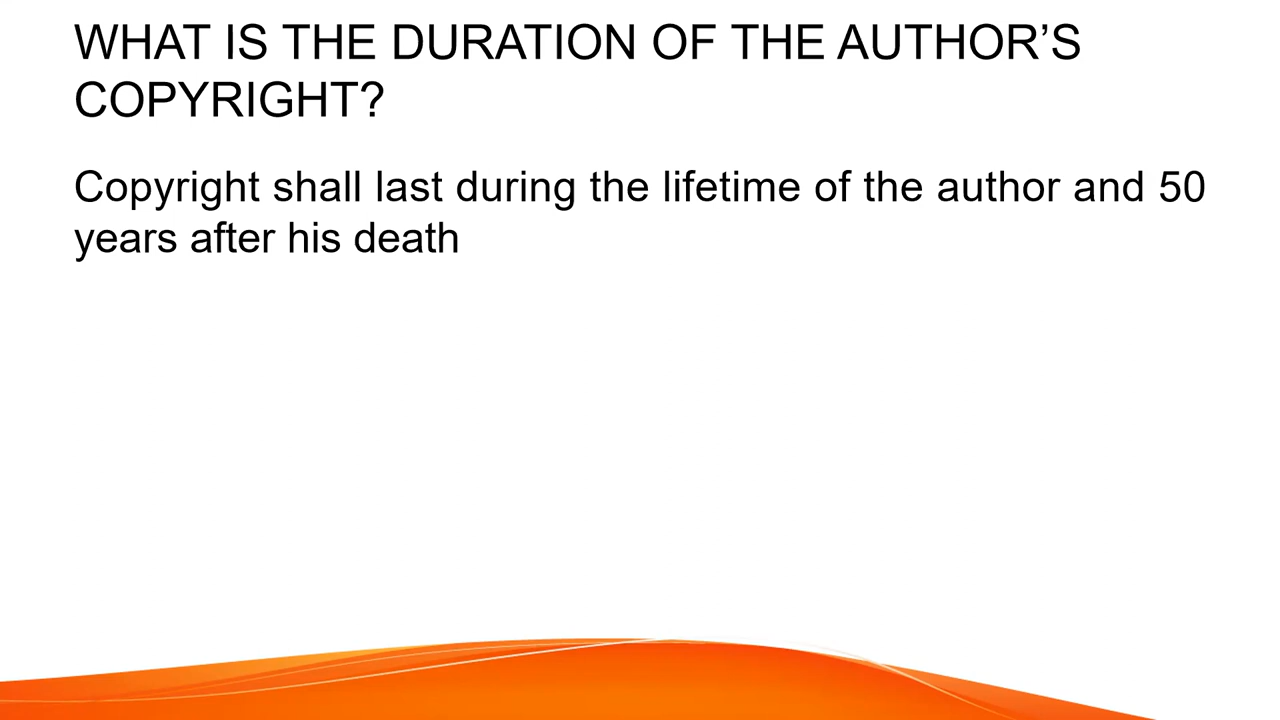 WHAT IS THE DURATION OF THE AUTHOR’S
COPYRIGHT?
Copyright shall last during the lifetime of the author and 50
years after his death